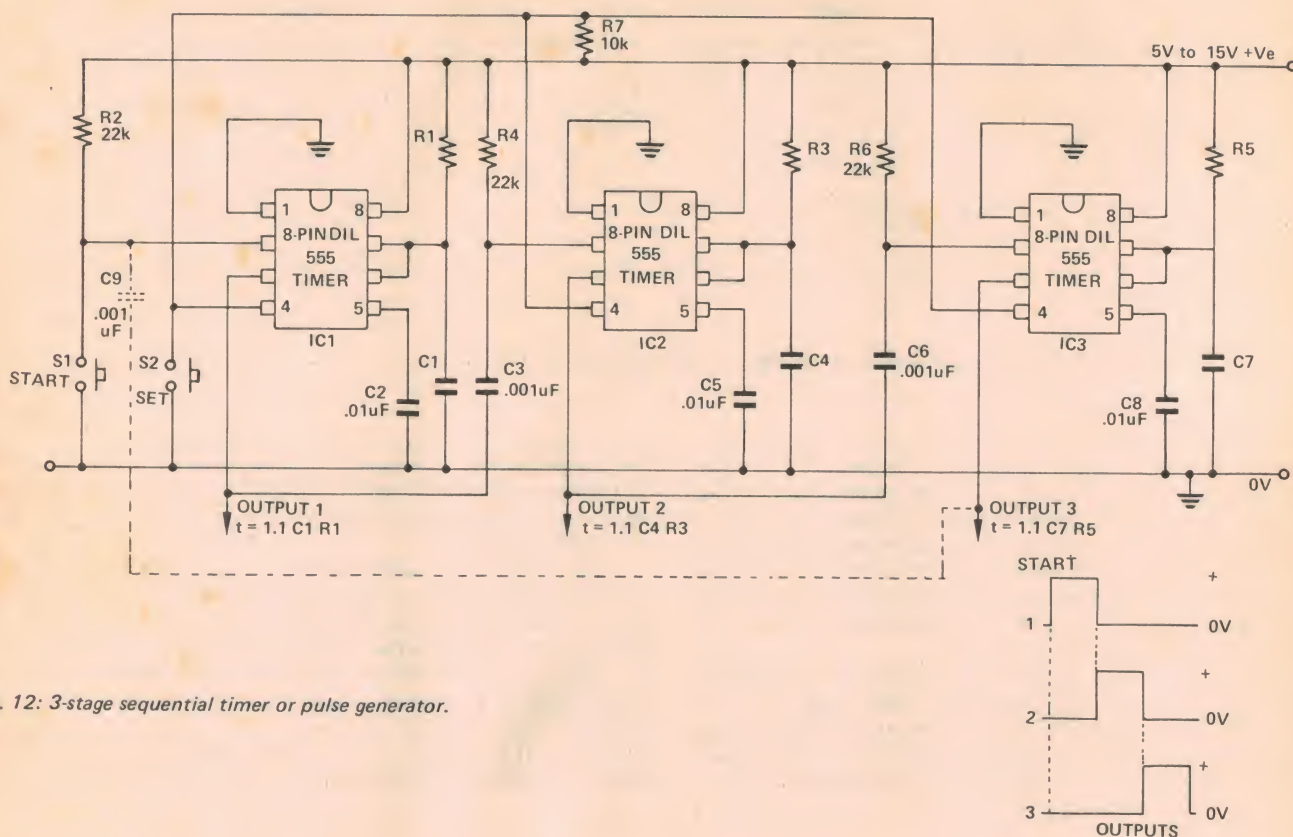 R7
10k
5V to 15V +Ve
R2
22k
R1
R4
22k
R3
R6
22k
R5
1 8
8-PIN DIL
555
TIMER
4 5
IC1
1 8
8-PIN DIL
555
TIMER
4 5
IC2
1 8
8-PIN DIL
555
TIMER
4 5
IC3
C9
.001
uF
S1
START
S2
SET
C2
.01uF
C1
C3
.001uF
C5
.01uF
C4
C6
.001uF
C8
.01uF
C7
0V
OUTPUT 1
t = 1.1 C1 R1
OUTPUT 2
t = 1.1 C4 R3
OUTPUT 3
t = 1.1 C7 R5
START
+
1 0V
+
2 0V
+
3 0V
OUTPUTS
. 12: 3-stage sequential timer or pulse generator.